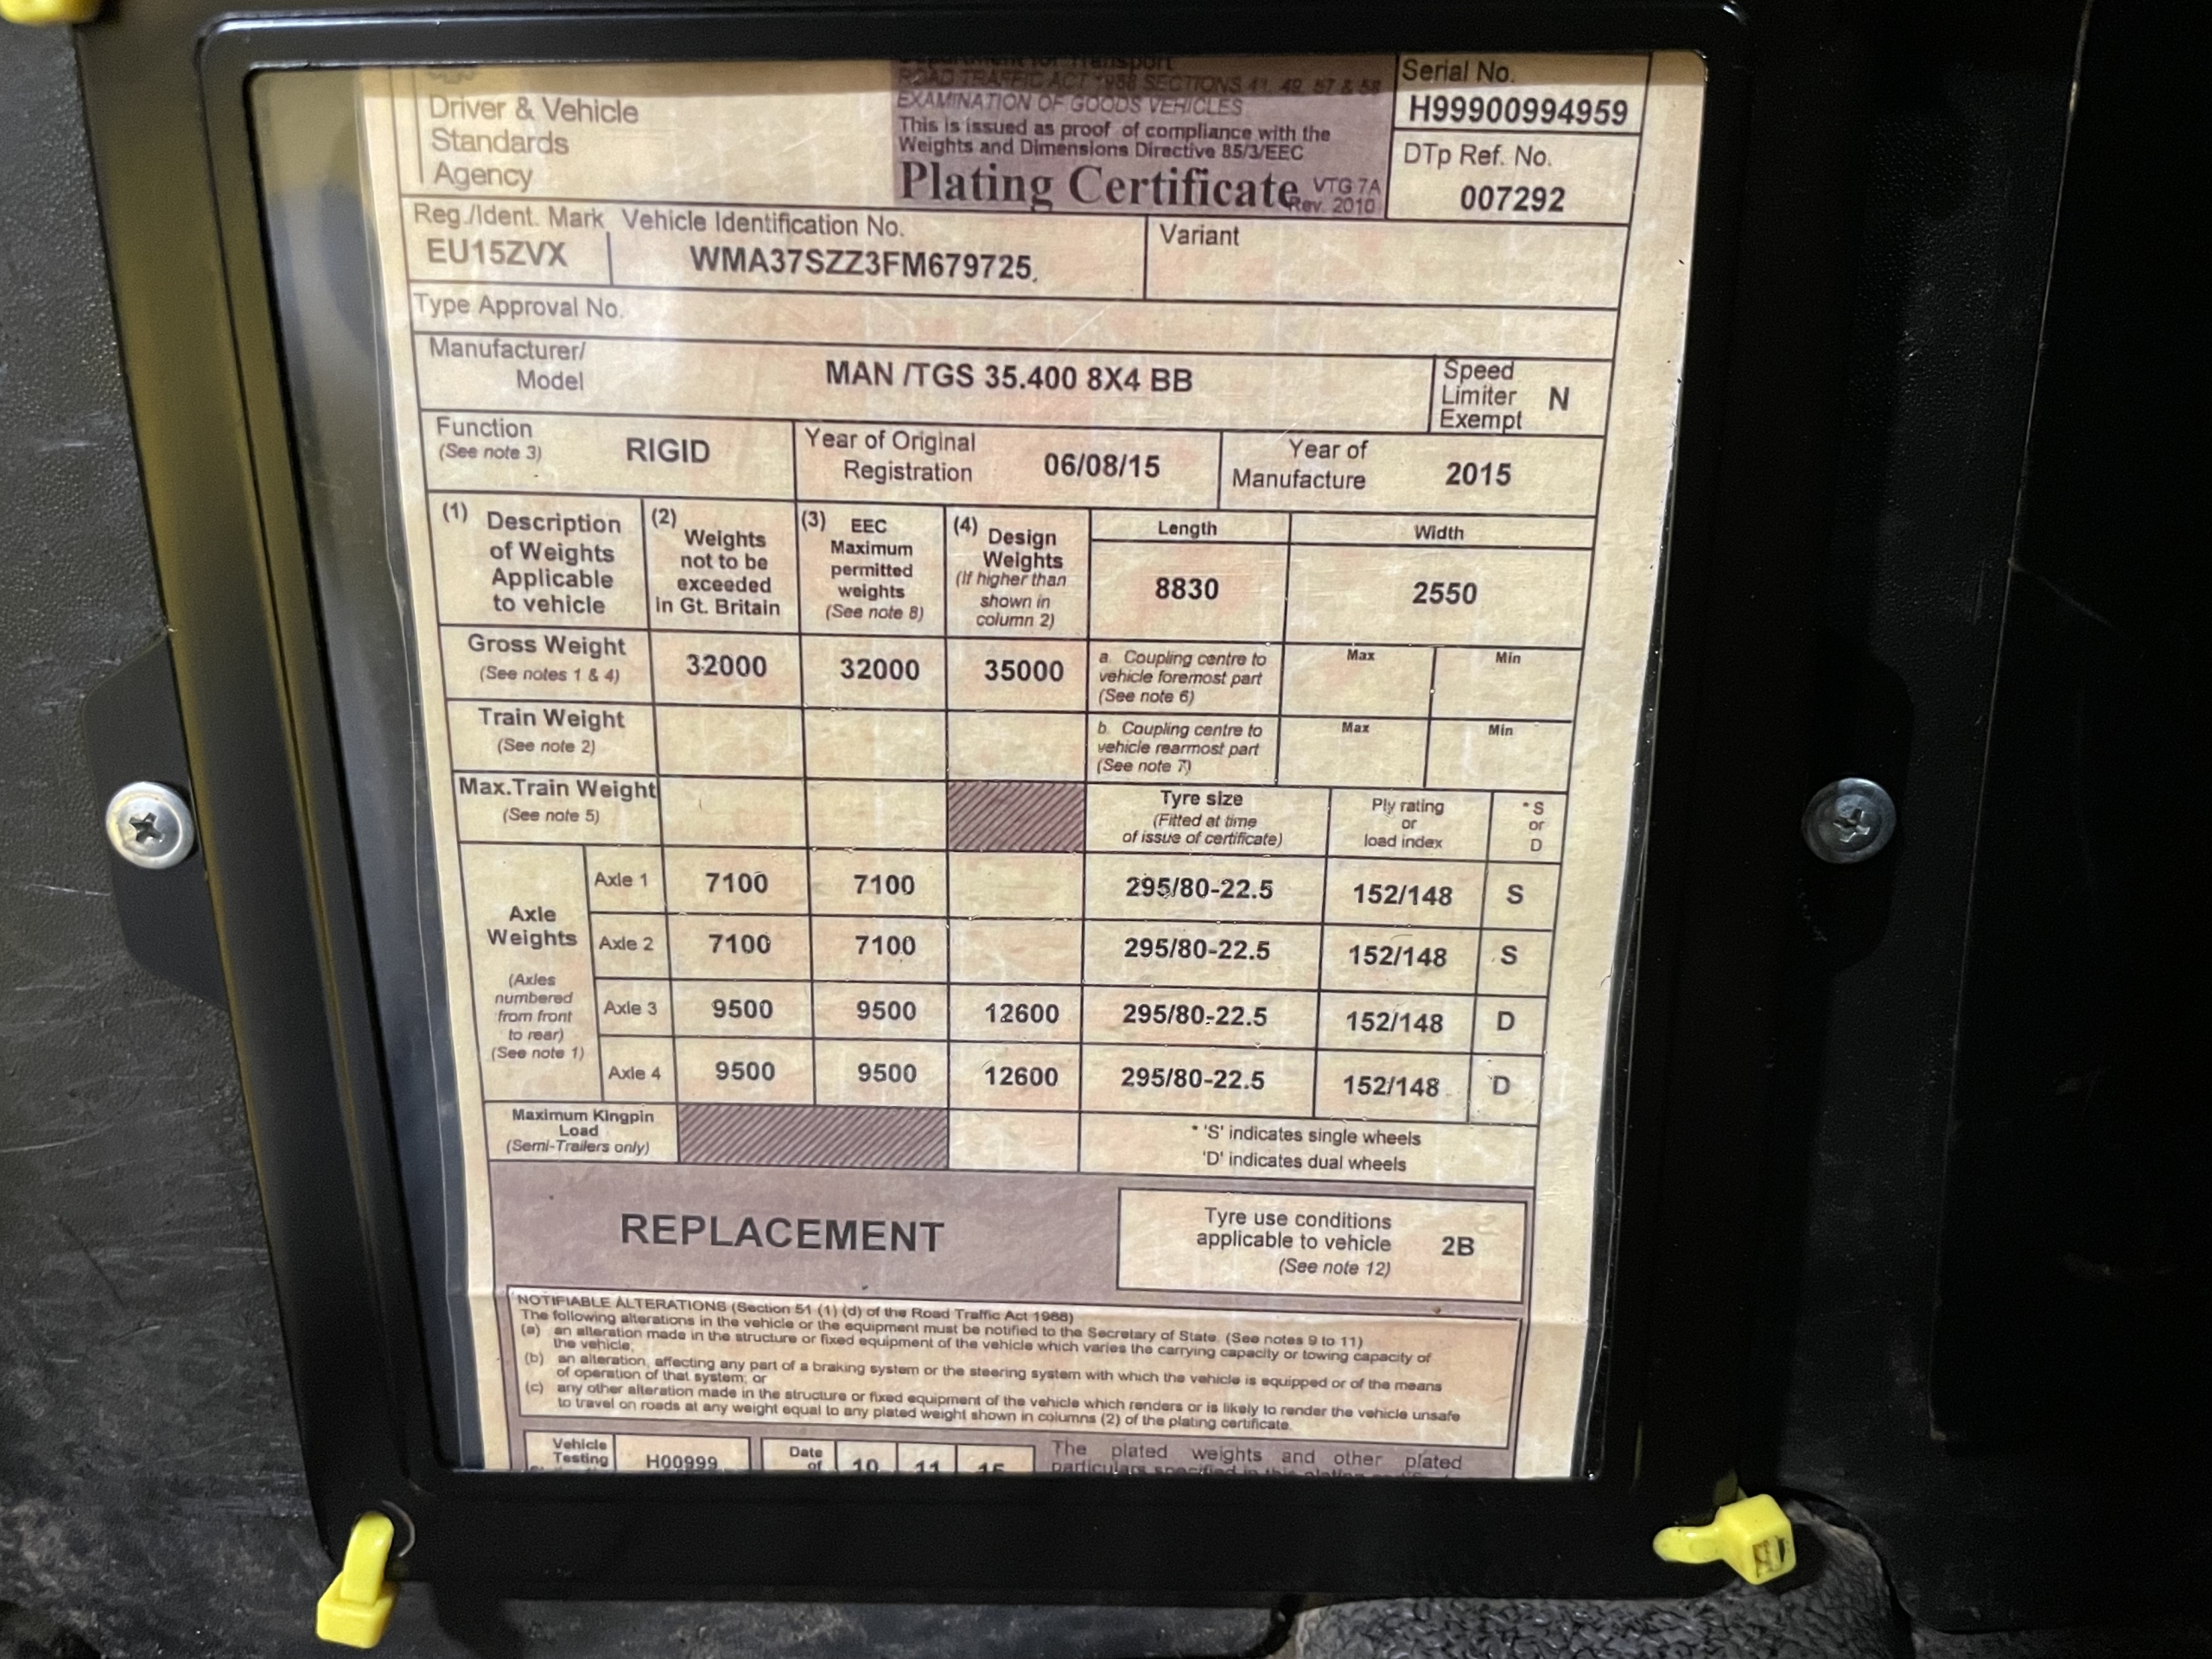 Department for Transport
ROAD TRAFFIC ACT 1988 SECTIONS 41, 49, 57 & 58
EXAMINATION OF GOODS VEHICLES
This is issued as proof of compliance with the
Weights and Dimensions Directive 85/3/EEC
Plating Certificate VTG 7A
Rev. 2010
Driver & Vehicle
Standards
Agency
Serial No.
H99900994959
DTp Ref. No.
007292
Reg./Ident. Mark
EU15ZVX
Vehicle Identification No.
WMA37SZZ3FM679725
Variant
Type Approval No.
Manufacturer/
Model
MAN /TGS 35.400 8X4 BB
Speed
Limiter
Exempt
N
Function
(See note 3)
RIGID
Year of Original
Registration
06/08/15
Year of
Manufacture
2015
(1) Description
of Weights
Applicable
to vehicle
(2) Weights
not to be
exceeded
in Gt. Britain
(3) EEC
Maximum
permitted
weights
(See note 8)
(4) Design
Weights
(If higher than
shown in
column 2)
Length
8830
Width
2550
Gross Weight
(See notes 1 & 4)
32000 32000 35000
a. Coupling centre to
vehicle foremost part
(See note 6)
Max Min
Train Weight
(See note 2)
b. Coupling centre to
vehicle rearmost part
(See note 7)
Max Min
Max.Train Weight
(See note 5)
Tyre size
(Fitted at time
of issue of certificate)
Ply rating
or
load index
* S
or
D
Axle
Weights
(Axles
numbered
from front
to rear)
(See note 1)
Axle 1 7100 7100 295/80-22.5 152/148 S
Axle 2 7100 7100 295/80-22.5 152/148 S
Axle 3 9500 9500 12600 295/80-22.5 152/148 D
Axle 4 9500 9500 12600 295/80-22.5 152/148 D
Maximum Kingpin
Load
(Semi-Trailers only)
* 'S' indicates single wheels
'D' indicates dual wheels
REPLACEMENT
Tyre use conditions
applicable to vehicle
(See note 12)
2B
NOTIFIABLE ALTERATIONS (Section 51 (1) (d) of the Road Traffic Act 1988)
The following alterations in the vehicle or the equipment must be notified to the Secretary of State. (See notes 9 to 11)
(a) an alteration made in the structure or fixed equipment of the vehicle which varies the carrying capacity or towing capacity of
the vehicle;
(b) an alteration, affecting any part of a braking system or the steering system with which the vehicle is equipped or of the means
of operation of that system; or
(c) any other alteration made in the structure or fixed equipment of the vehicle which renders or is likely to render the vehicle unsafe
to travel on roads at any weight equal to any plated weight shown in columns (2) of the plating certificate.
Vehicle
Testing
H00999
Date
of
10 11 15
The plated weights and other plated
particulars specified in this plating